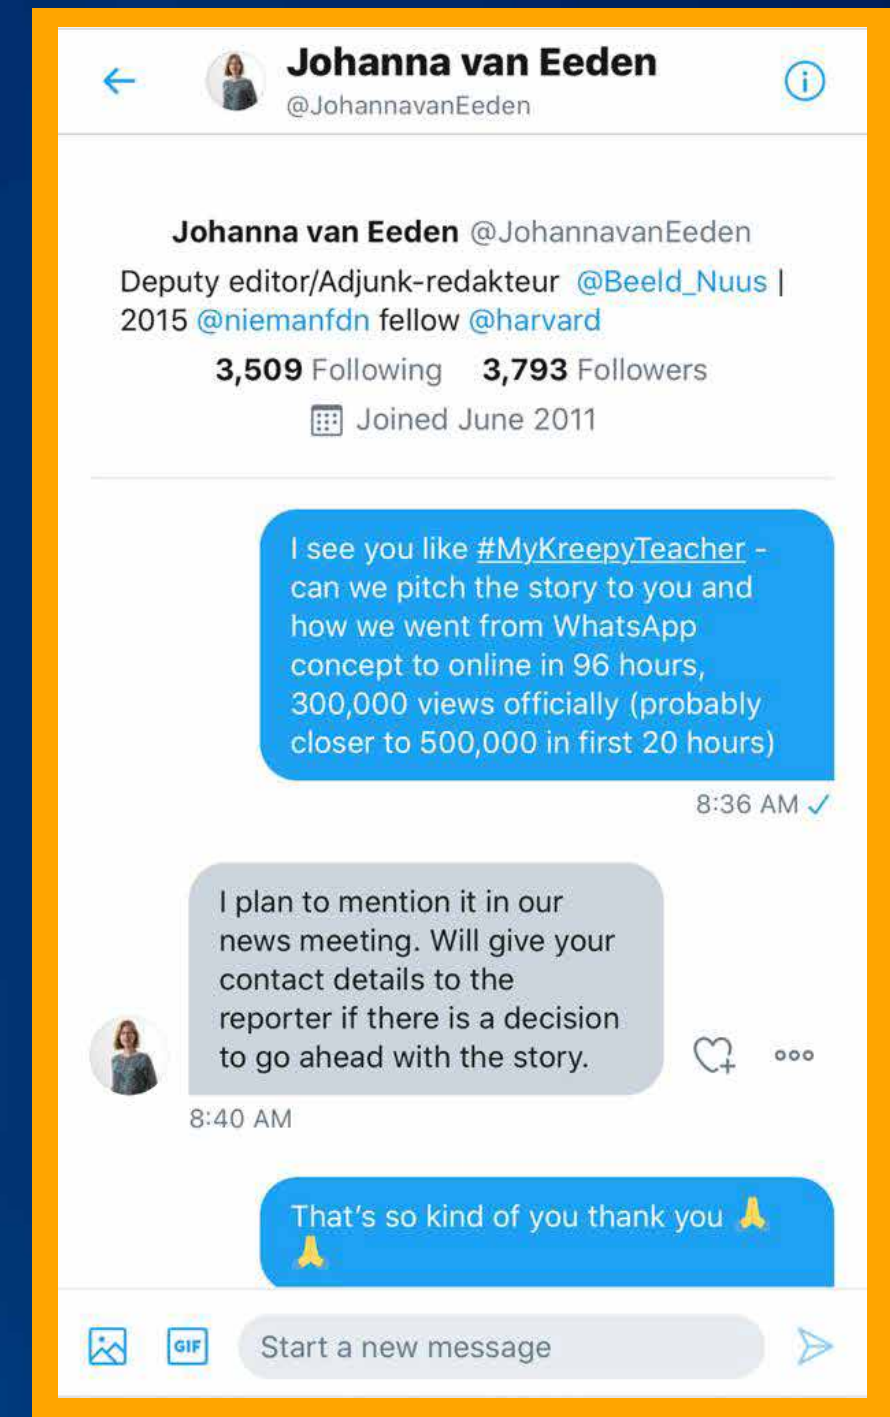 Johanna van Eeden
@JohannavanEeden
Johanna van Eeden @JohannavanEeden
Deputy editor/Adjunk-redakteur @Beeld_Nuus |
2015 @niemanfdn fellow @harvard
3,509 Following 3,793 Followers
Joined June 2011
I see you like #MyKreepyTeacher -
can we pitch the story to you and
how we went from WhatsApp
concept to online in 96 hours,
300,000 views officially (probably
closer to 500,000 in first 20 hours)
8:36 AM ✓
I plan to mention it in our
news meeting. Will give your
contact details to the
reporter if there is a decision
to go ahead with the story.
8:40 AM
That's so kind of you thank you 🙏
🙏
GIF Start a new message